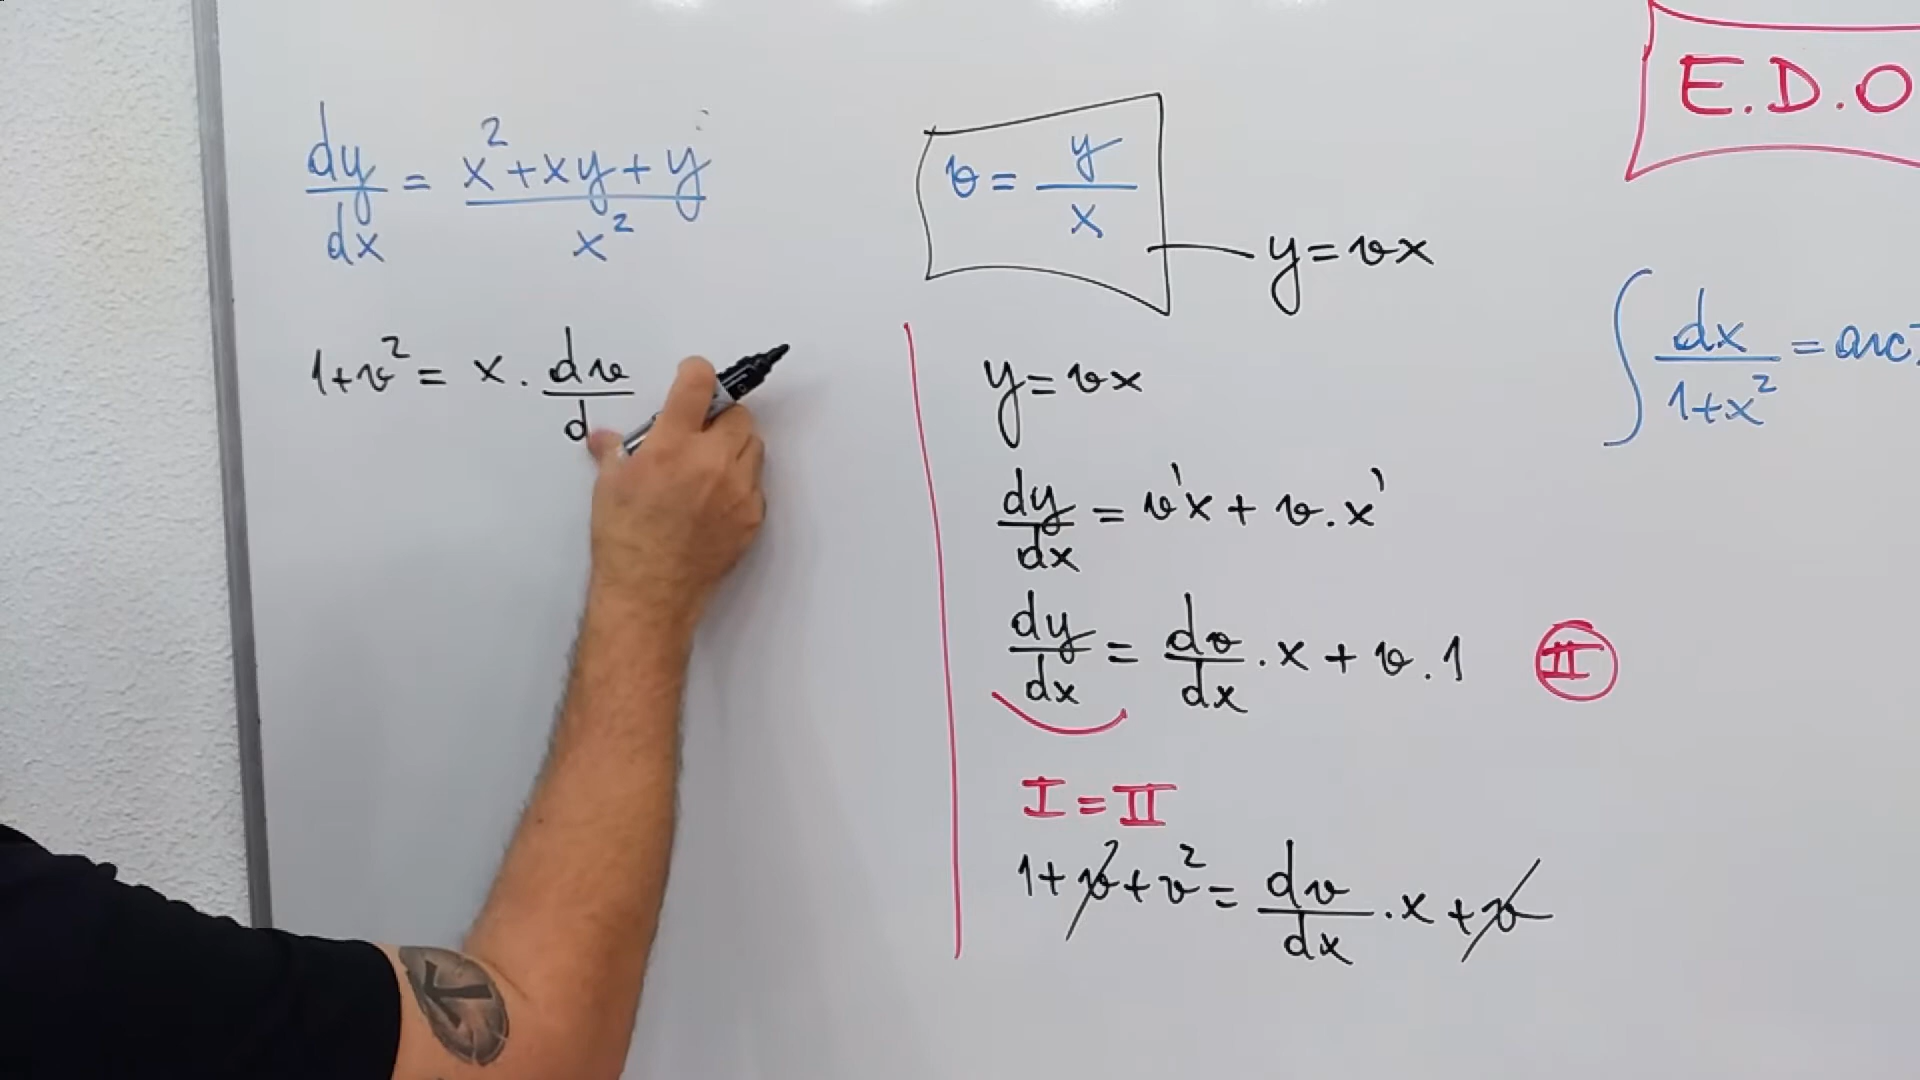 E.D.O
dy/dx = x²+xy+y/x²
v = y/x
y=vx
1+v² = x . dv/d
y=vx
∫dx/1+x² = arc
dy/dx = v'x + v.x'
dy/dx = dv/dx . x + v.1 II
I = II
1+v+v² = dv/dx . x + v